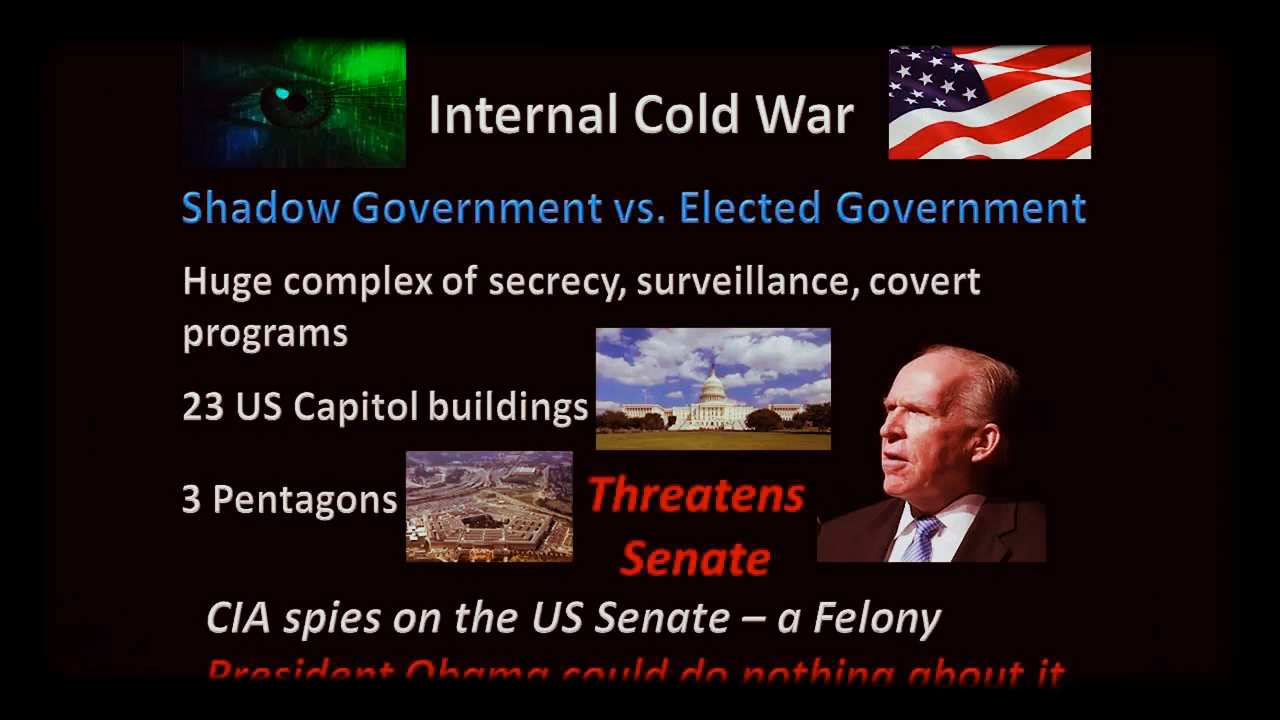 Internal Cold War
Shadow Government vs. Elected Government
Huge complex of secrecy, surveillance, covert
programs
23 US Capitol buildings
3 Pentagons
Threatens
Senate
CIA spies on the US Senate – a Felony
President Obama could do nothing about it